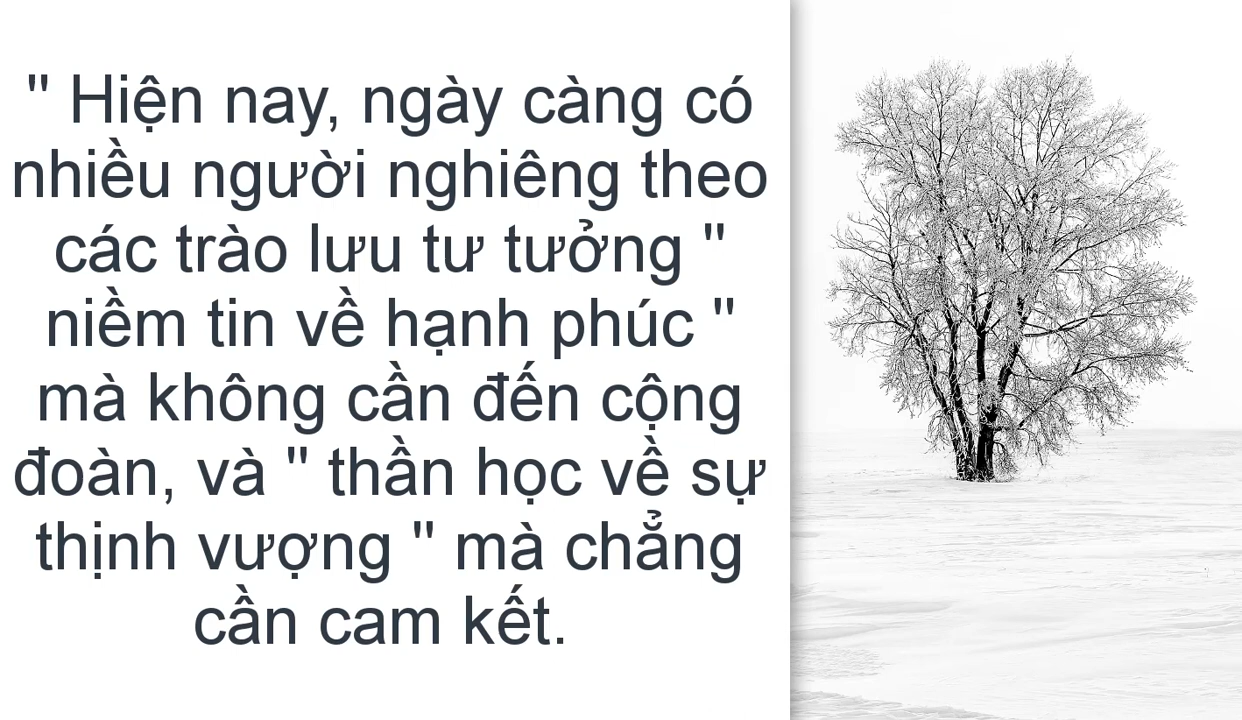 " Hiện nay, ngày càng có
nhiều người nghiêng theo
các trào lưu tư tưởng "
niềm tin về hạnh phúc "
mà không cần đến cộng
đoàn, và " thần học về sự
thịnh vượng " mà chẳng
cần cam kết.